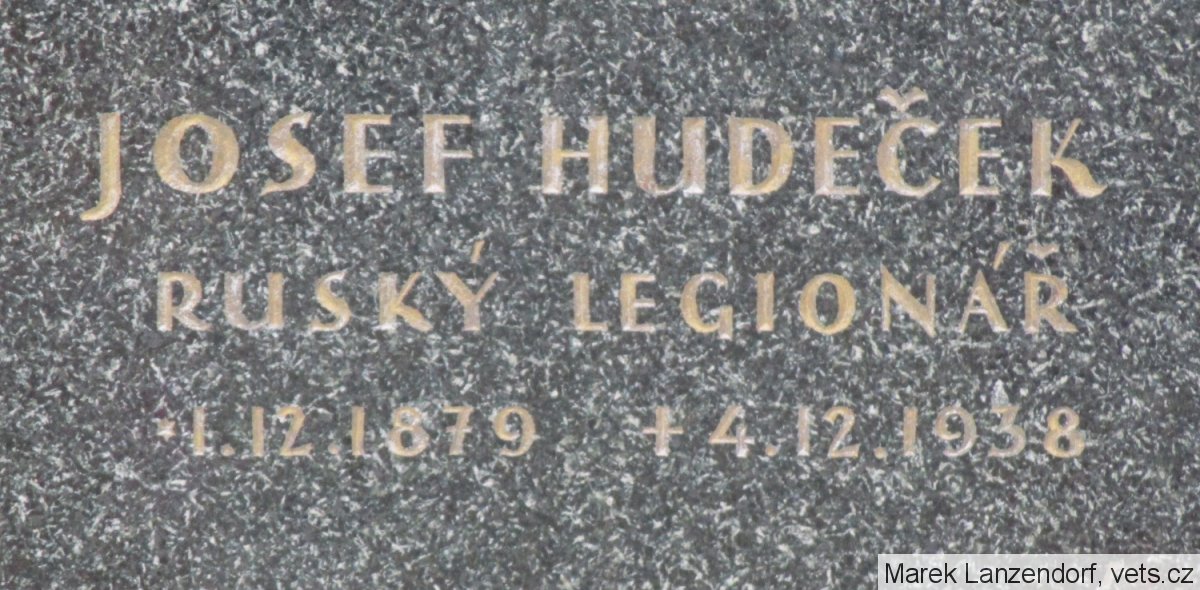 JOSEF HUDEČEK
RUSKÝ LEGIONÁŘ
*1.12.1879 +4.12.1938
Marek Lanzendorf, vets.cz